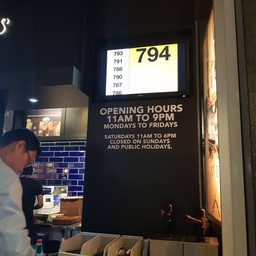 793
791
788
790
787
786
794
OPENING HOURS
11AM TO 9PM
MONDAYS TO FRIDAYS
SATURDAYS 11AM TO 6PM
CLOSED ON SUNDAYS
AND PUBLIC HOLIDAYS.